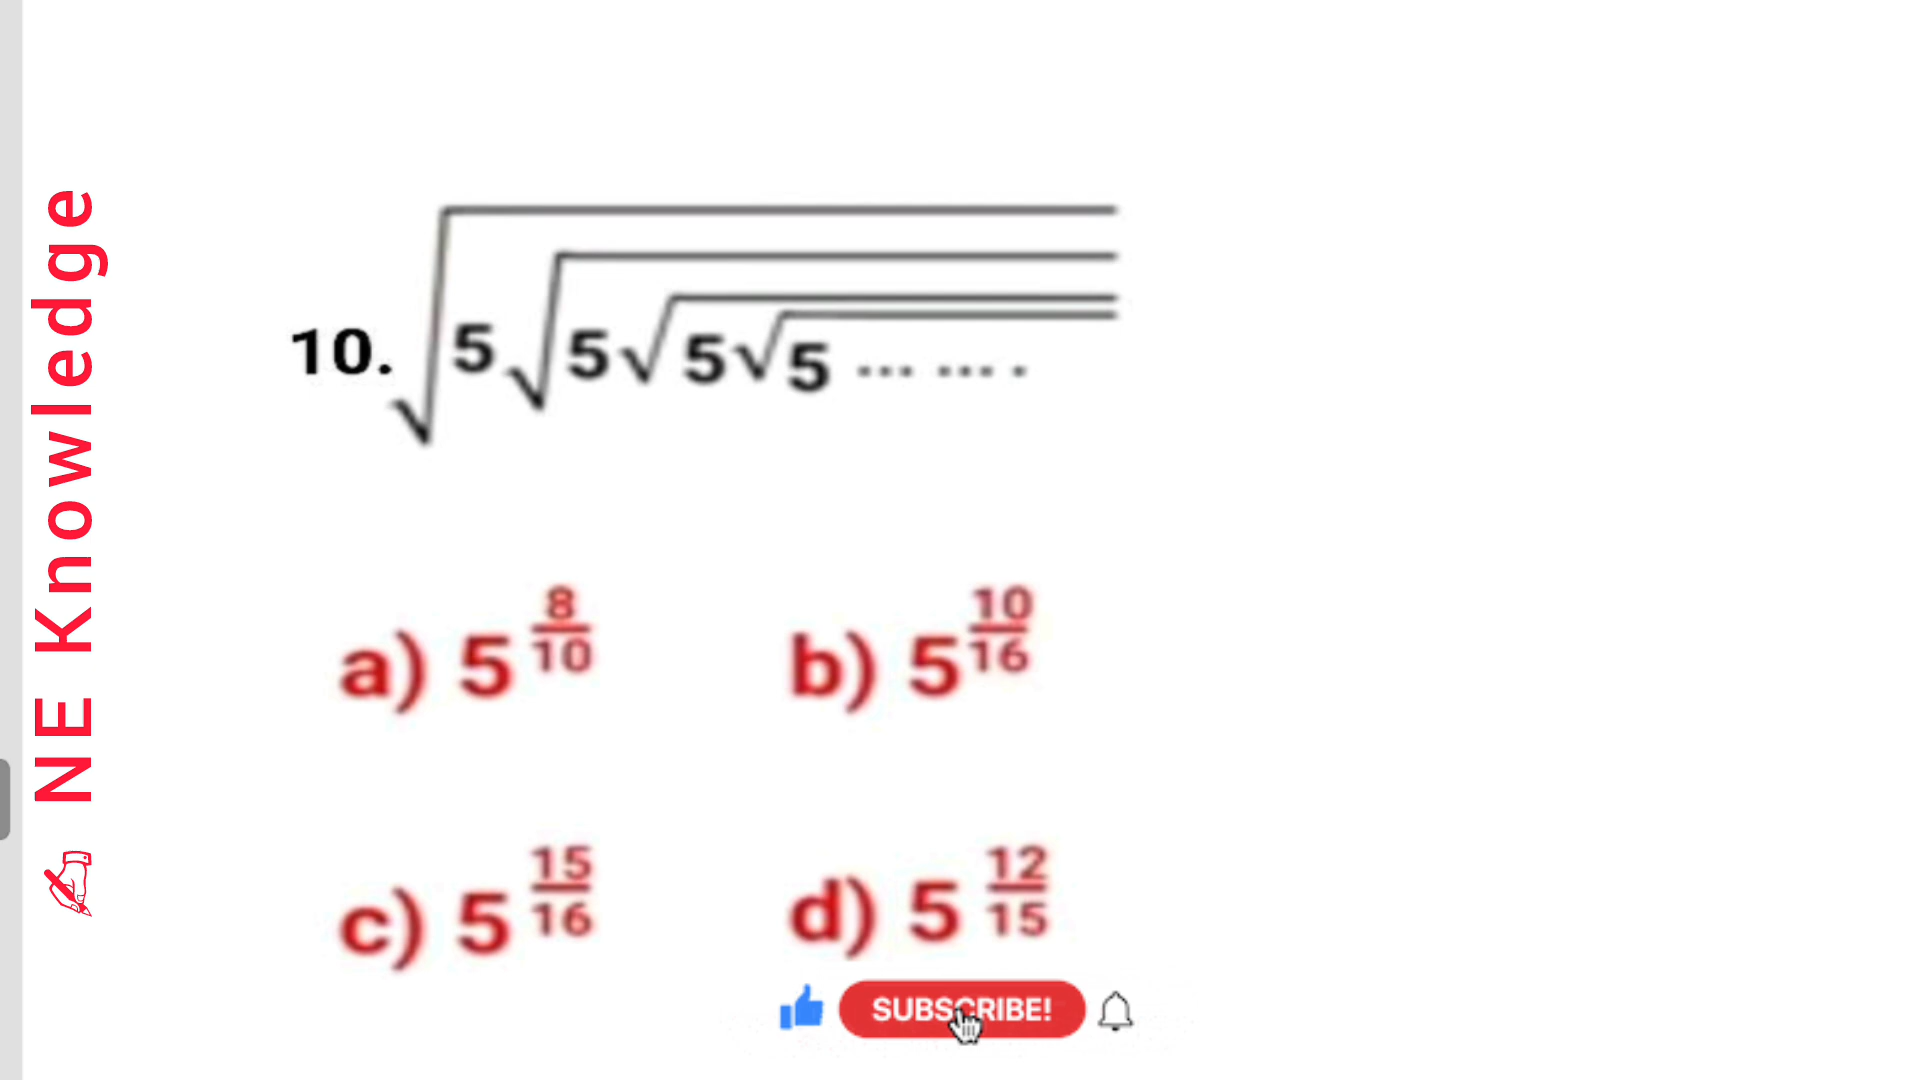 NE Knowledge
10. √5√5√5√5 ... ... .
a) 5^(8/10) b) 5^(10/16)
c) 5^(15/16) d) 5^(12/15)
SUBSCRIBE!